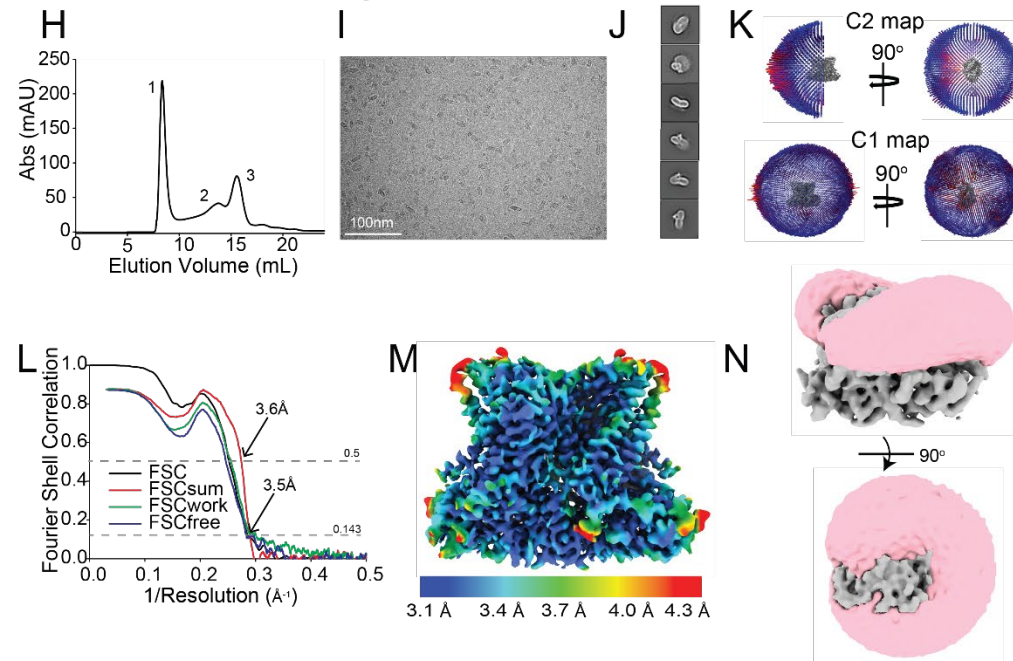 H
I
J
K
C2 map
90°
C1 map
90°
250
200
150
100
50
0
Abs (mAU)
1
2
3
0
5
10
15
20
Elution Volume (mL)
100nm
L
M
N
1.0
0.8
0.6
0.4
0.2
0.0
Fourier Shell Correlation
3.6Å
0.5
3.5Å
0.143
FSC
FSCsum
FSCwork
FSCfree
0.0
0.1
0.2
0.3
0.4
0.5
1/Resolution (Å-1)
3.1 Å
3.4 Å
3.7 Å
4.0 Å
4.3 Å
90°